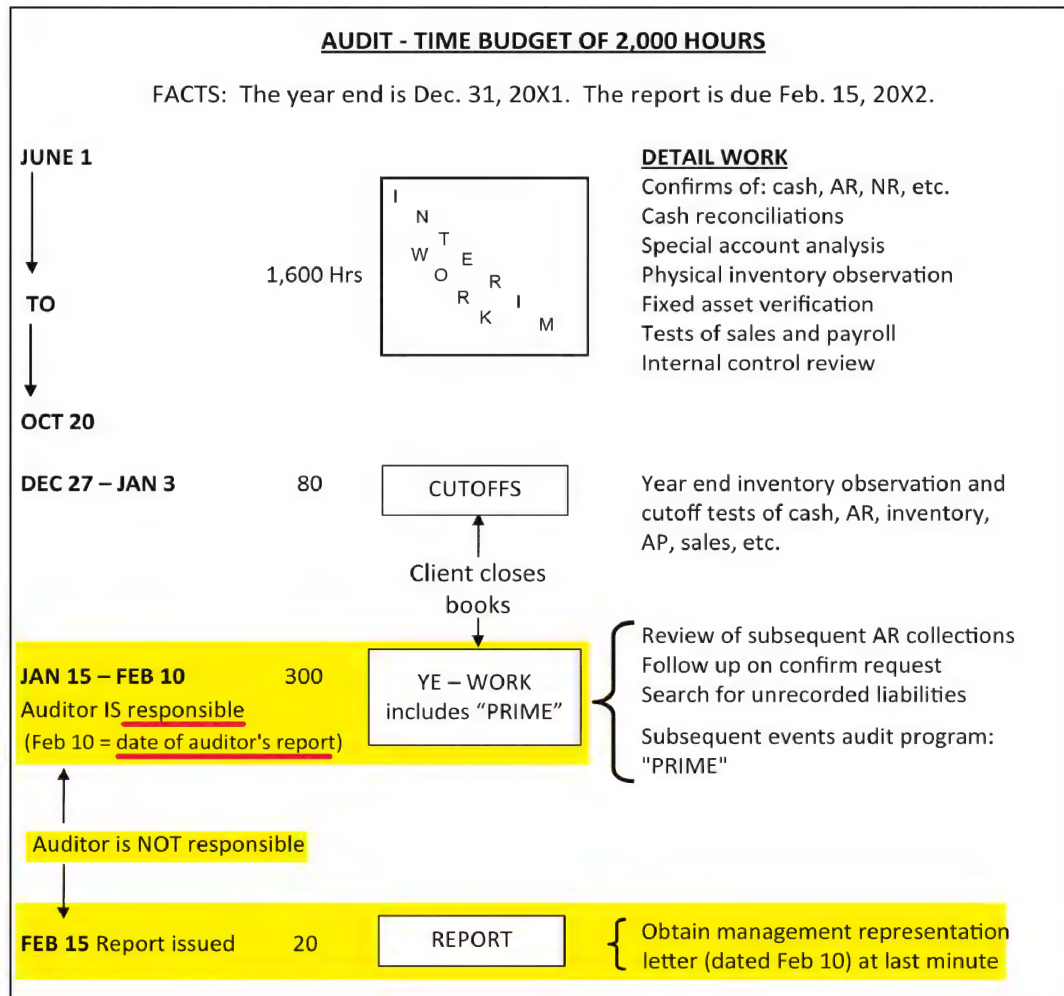 AUDIT - TIME BUDGET OF 2,000 HOURS
FACTS: The year end is Dec. 31, 20X1. The report is due Feb. 15, 20X2.
JUNE 1
TO
OCT 20
1,600 Hrs
INTERIM
WORK
DETAIL WORK
Confirms of: cash, AR, NR, etc.
Cash reconciliations
Special account analysis
Physical inventory observation
Fixed asset verification
Tests of sales and payroll
Internal control review
DEC 27 – JAN 3
80
CUTOFFS
Year end inventory observation and
cutoff tests of cash, AR, inventory,
AP, sales, etc.
Client closes
books
JAN 15 – FEB 10
300
Auditor IS responsible
(Feb 10 = date of auditor's report)
YE – WORK
includes “PRIME”
Review of subsequent AR collections
Follow up on confirm request
Search for unrecorded liabilities
Subsequent events audit program:
"PRIME"
Auditor is NOT responsible
FEB 15 Report issued
20
REPORT
Obtain management representation
letter (dated Feb 10) at last minute